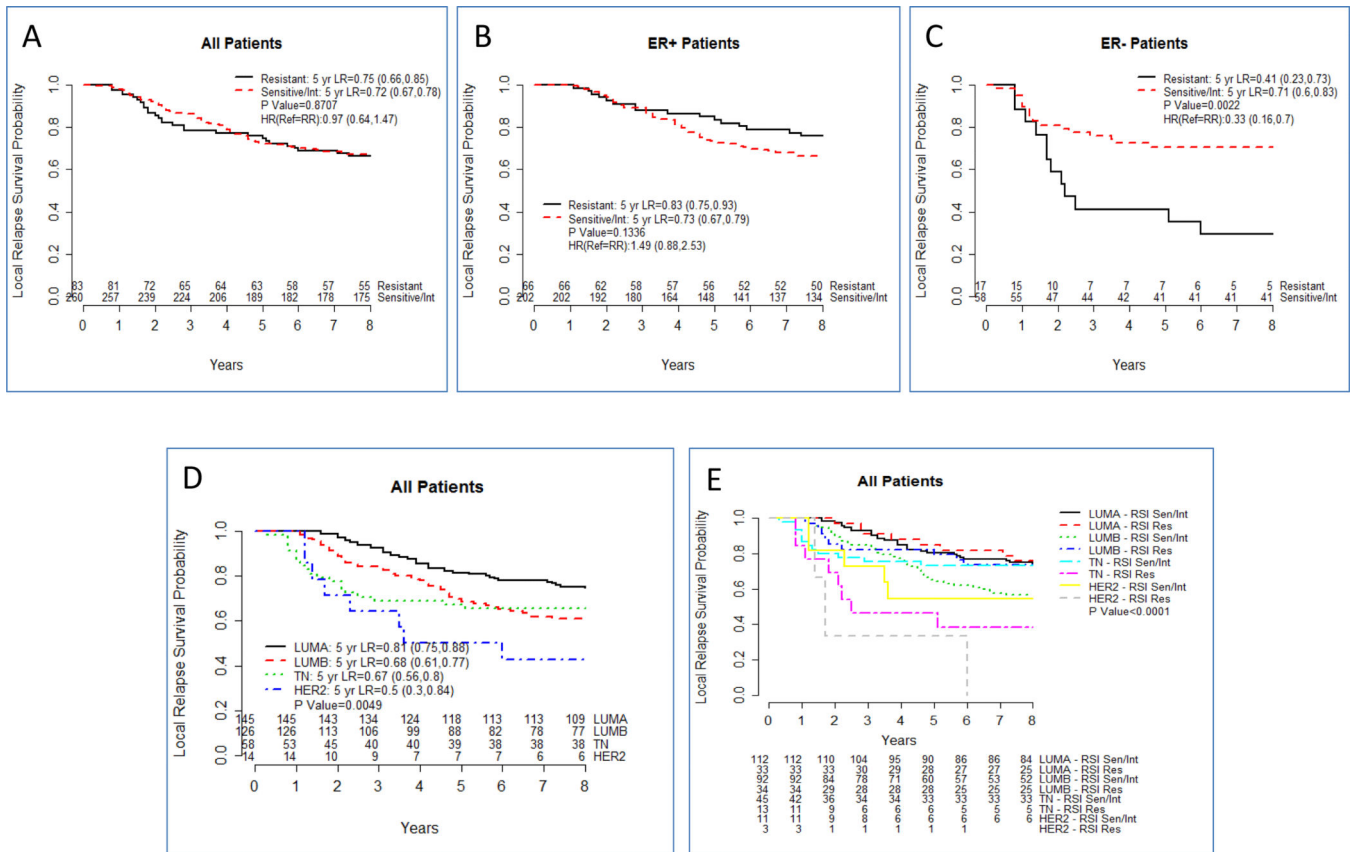 A
All Patients
Resistant: 5 yr LR=0.75 (0.66,0.85)
Sensitive/Int: 5 yr LR=0.72 (0.67,0.78)
P Value=0.8707
HR(Ref=RR):0.97 (0.64,1.47)
Local Relapse Survival Probability
1.0
0.8
0.6
0.4
0.2
0.0
83 81 72 65 64 63 58 57 55 Resistant
260 257 239 224 206 189 182 178 175 Sensitive/Int
0 1 2 3 4 5 6 7 8
Years
B
ER+ Patients
Local Relapse Survival Probability
1.0
0.8
0.6
0.4
0.2
0.0
Resistant: 5 yr LR=0.83 (0.75,0.93)
Sensitive/Int: 5 yr LR=0.73 (0.67,0.79)
P Value=0.1336
HR(Ref=RR):1.49 (0.88,2.53)
66 66 62 58 57 56 52 52 50 Resistant
202 202 192 180 164 148 141 137 134 Sensitive/Int
0 1 2 3 4 5 6 7 8
Years
C
ER- Patients
Resistant: 5 yr LR=0.41 (0.23,0.73)
Sensitive/Int: 5 yr LR=0.71 (0.6,0.83)
P Value=0.0022
HR(Ref=RR):0.33 (0.16,0.7)
Local Relapse Survival Probability
1.0
0.8
0.6
0.4
0.2
0.0
17 15 10 7 7 7 6 5 5 Resistant
58 55 47 44 42 41 41 41 41 Sensitive/Int
0 1 2 3 4 5 6 7 8
Years
D
All Patients
Local Relapse Survival Probability
1.0
0.8
0.6
0.4
0.2
0.0
LUMA: 5 yr LR=0.81 (0.75,0.88)
LUMB: 5 yr LR=0.68 (0.61,0.77)
TN: 5 yr LR=0.67 (0.56,0.8)
HER2: 5 yr LR=0.5 (0.3,0.84)
P Value=0.0049
145 145 143 134 124 118 113 113 109 LUMA
126 126 113 106 99 88 82 78 77 LUMB
58 53 45 40 40 39 38 38 38 TN
14 14 10 9 7 7 7 6 6 HER2
0 1 2 3 4 5 6 7 8
Years
E
All Patients
Local Relapse Survival Probability
1.0
0.8
0.6
0.4
0.2
0.0
LUMA - RSI Sen/Int
LUMA - RSI Res
LUMB - RSI Sen/Int
LUMB - RSI Res
TN - RSI Sen/Int
TN - RSI Res
HER2 - RSI Sen/Int
HER2 - RSI Res
P Value<0.0001
0 1 2 3 4 5 6 7 8
Years
112 112 110 104 95 90 86 86 84 LUMA - RSI Sen/Int
33 33 33 30 29 28 27 27 25 LUMA - RSI Res
92 92 84 78 71 60 57 53 52 LUMB - RSI Sen/Int
34 34 29 28 28 28 25 25 25 LUMB - RSI Res
45 42 36 34 34 33 33 33 33 TN - RSI Sen/Int
13 11 9 6 6 6 5 5 5 TN - RSI Res
11 11 9 8 6 6 6 6 6 HER2 - RSI Sen/Int
3 3 1 1 1 1 1 HER2 - RSI Res